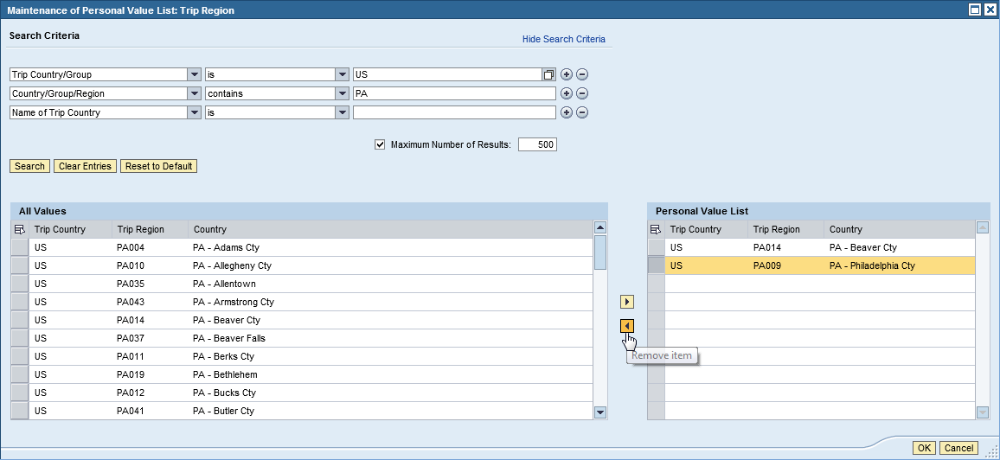 Maintenance of Personal Value List: Trip Region
Search Criteria
Hide Search Criteria
Trip Country/Group is US
Country/Group/Region contains PA
Name of Trip Country is
Maximum Number of Results: 500
Search Clear Entries Reset to Default
All Values
Trip Country Trip Region Country
US PA004 PA - Adams Cty
US PA010 PA - Allegheny Cty
US PA035 PA - Allentown
US PA043 PA - Armstrong Cty
US PA014 PA - Beaver Cty
US PA037 PA - Beaver Falls
US PA011 PA - Berks Cty
US PA019 PA - Bethlehem
US PA012 PA - Bucks Cty
US PA041 PA - Butler Cty
Remove item
Personal Value List
Trip Country Trip Region Country
US PA014 PA - Beaver Cty
US PA009 PA - Philadelphia Cty
OK Cancel